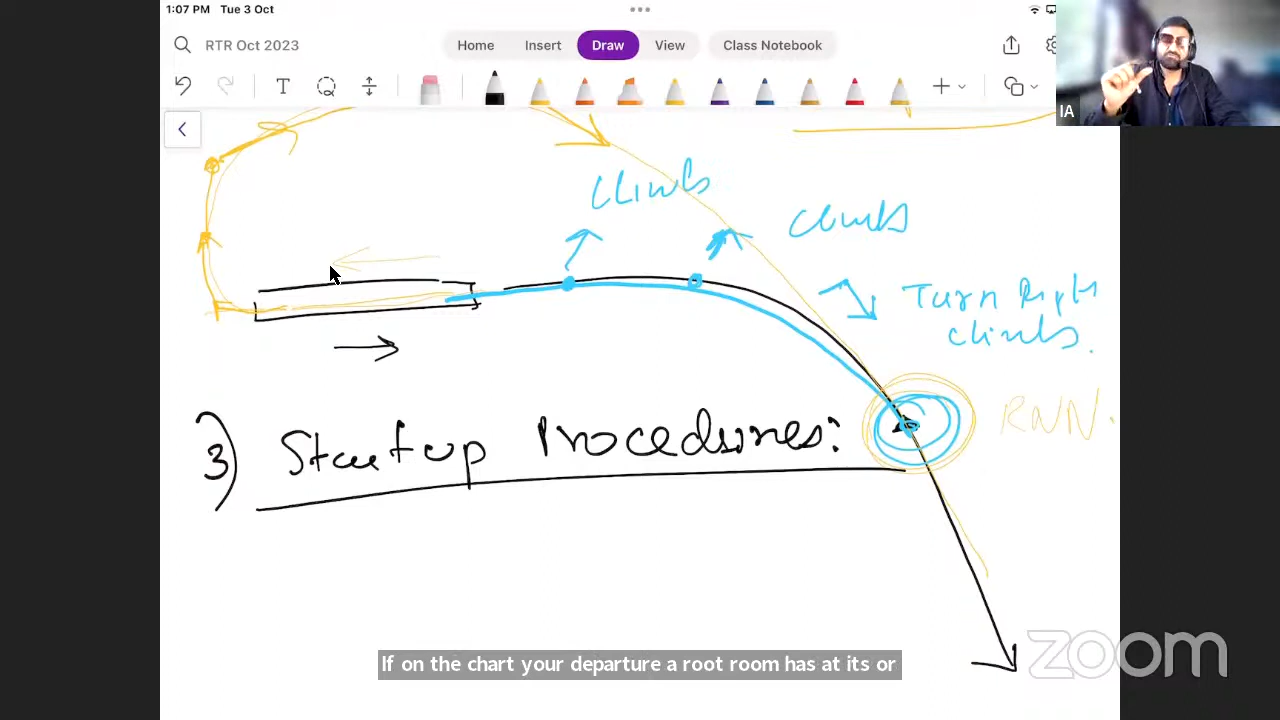 1:07 PM Tue 3 Oct
RTR Oct 2023
Home Insert Draw View Class Notebook
T
IA
Climb
Climb
Turn Right
climb.
RNN.
3) Startup Procedures:
If on the chart your departure a root room has at its or
zoom